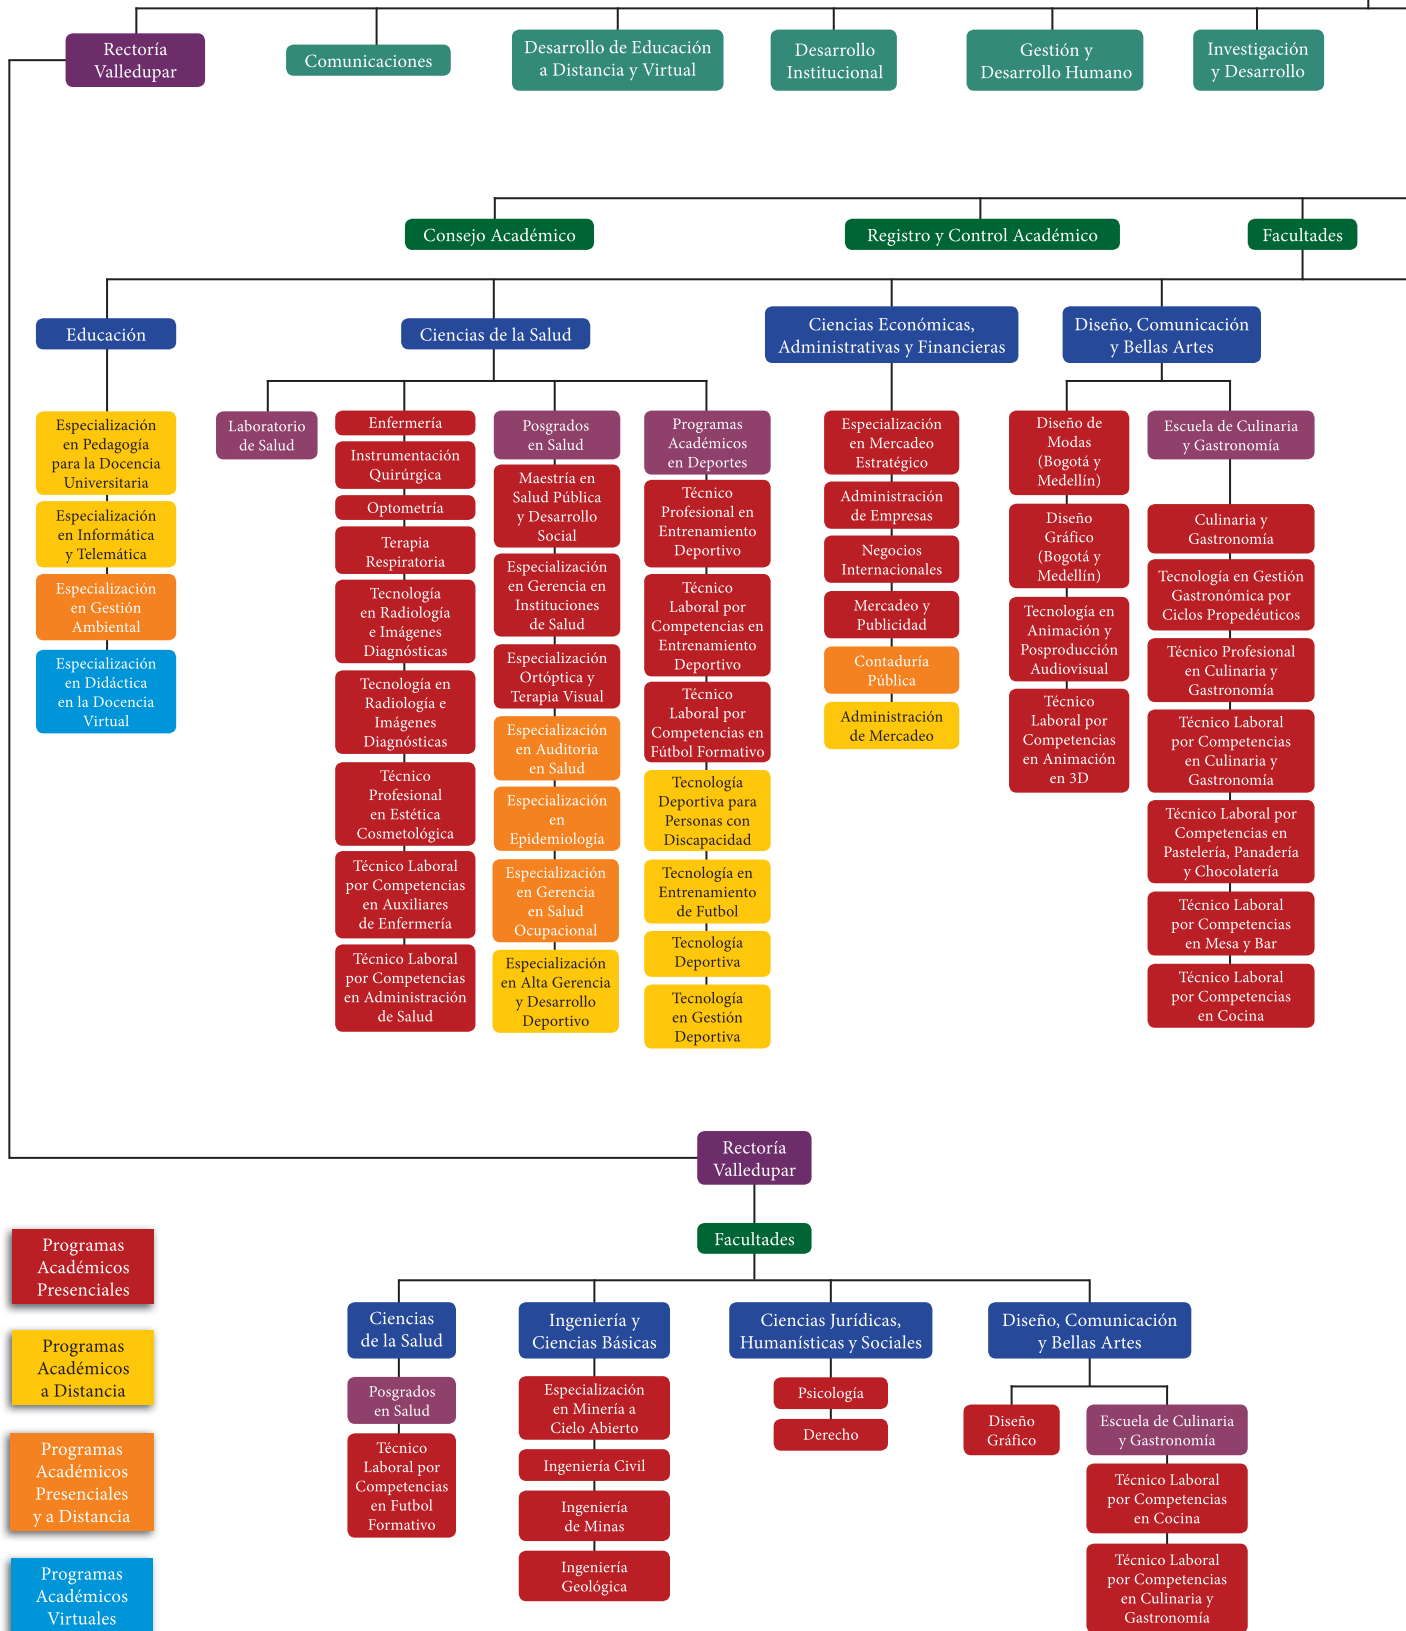 Rectoría
Valledupar
Comunicaciones
Desarrollo de Educación
a Distancia y Virtual
Desarrollo
Institucional
Gestión y
Desarrollo Humano
Investigación
y Desarrollo
Consejo Académico
Registro y Control Académico
Facultades
Educación
Ciencias de la Salud
Ciencias Económicas,
Administrativas y Financieras
Diseño, Comunicación
y Bellas Artes
Especialización
en Pedagogía
para la Docencia
Universitaria
Especialización
en Informática
y Telemática
Especialización
en Gestión
Ambiental
Especialización
en Didáctica
en la Docencia
Virtual
Laboratorio
de Salud
Enfermería
Instrumentación
Quirúrgica
Optometría
Terapia
Respiratoria
Tecnología
en Radiología
e Imágenes
Diagnósticas
Tecnología en
Radiología e
Imágenes
Diagnósticas
Técnico
Profesional
en Estética
Cosmetológica
Técnico Laboral
por Competencias
en Auxiliares
de Enfermería
Técnico Laboral
por Competencias
en Administración
de Salud
Posgrados
en Salud
Maestría en
Salud Pública
y Desarrollo
Social
Especialización
en Gerencia en
Instituciones
de Salud
Especialización
Ortóptica y
Terapia Visual
Especialización
en Auditoria
en Salud
Especialización
en
Epidemiología
Especialización
en Gerencia
en Salud
Ocupacional
Especialización
en Alta Gerencia
y Desarrollo
Deportivo
Programas
Académicos
en Deportes
Técnico
Profesional en
Entrenamiento
Deportivo
Técnico
Laboral por
Competencias en
Entrenamiento
Deportivo
Técnico
Laboral por
Competencias en
Fútbol Formativo
Tecnología
Deportiva para
Personas con
Discapacidad
Tecnología en
Entrenamiento
de Futbol
Tecnología
Deportiva
Tecnología
en Gestión
Deportiva
Especialización
en Mercadeo
Estratégico
Administración
de Empresas
Negocios
Internacionales
Mercadeo y
Publicidad
Contaduría
Pública
Administración
de Mercadeo
Diseño de
Modas
(Bogotá y
Medellín)
Diseño
Gráfico
(Bogotá y
Medellín)
Tecnología en
Animación y
Posproducción
Audiovisual
Técnico
Laboral por
Competencias
en Animación
en 3D
Escuela de Culinaria
y Gastronomía
Culinaria y
Gastronomía
Tecnología en Gestión
Gastronómica por
Ciclos Propedéuticos
Técnico Profesional
en Culinaria y
Gastronomía
Técnico Laboral
por Competencias
en Culinaria y
Gastronomía
Técnico Laboral por
Competencias en
Pastelería, Panadería
y Chocolatería
Técnico Laboral
por Competencias
en Mesa y Bar
Técnico Laboral
por Competencias
en Cocina
Rectoría
Valledupar
Facultades
Ciencias
de la Salud
Ingeniería y
Ciencias Básicas
Ciencias Jurídicas,
Humanísticas y Sociales
Diseño, Comunicación
y Bellas Artes
Posgrados
en Salud
Técnico
Laboral por
Competencias
en Futbol
Formativo
Especialización
en Minería a
Cielo Abierto
Ingeniería Civil
Ingeniería
de Minas
Ingeniería
Geológica
Psicología
Derecho
Diseño
Gráfico
Escuela de Culinaria
y Gastronomía
Técnico Laboral
por Competencias
en Cocina
Técnico Laboral
por Competencias
en Culinaria y
Gastronomía
Programas
Académicos
Presenciales
Programas
Académicos
a Distancia
Programas
Académicos
Presenciales
y a Distancia
Programas
Académicos
Virtuales